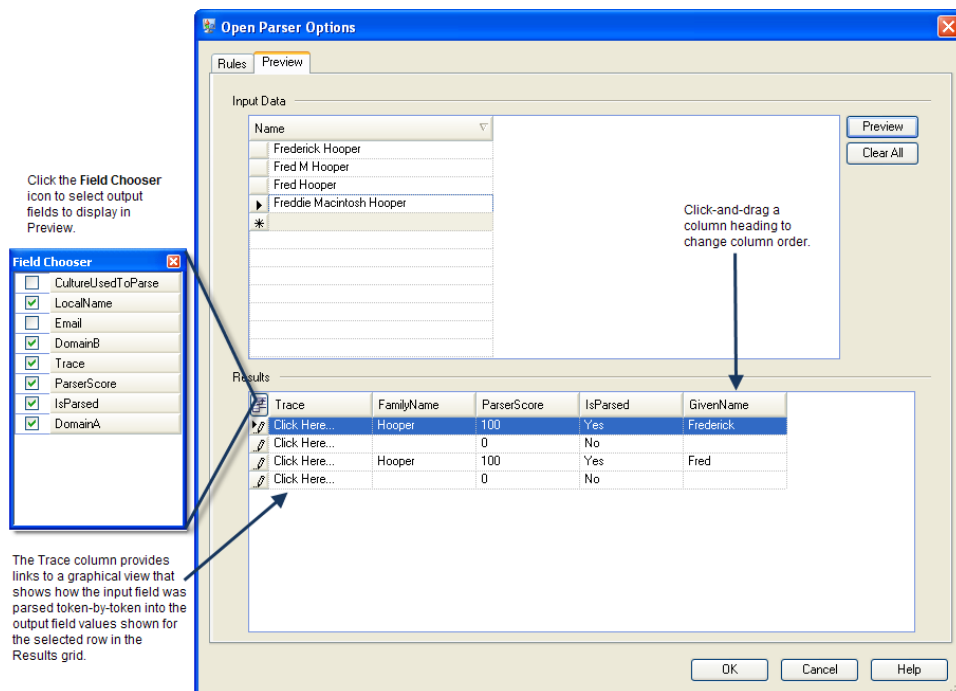 Open Parser Options
Rules
Preview
Input Data
Name
Frederick Hooper
Fred M Hooper
Fred Hooper
Freddie Macintosh Hooper
Preview
Clear All
Click the Field Chooser
icon to select output
fields to display in
Preview.
Click-and-drag a
column heading to
change column order.
Field Chooser
CultureUsedToParse
LocalName
Email
DomainB
Trace
ParserScore
IsParsed
DomainA
Results
Trace FamilyName ParserScore IsParsed GivenName
Click Here... Hooper 100 Yes Frederick
Click Here... 0 No
Click Here... Hooper 100 Yes Fred
Click Here... 0 No
The Trace column provides
links to a graphical view that
shows how the input field was
parsed token-by-token into the
output field values shown for
the selected row in the
Results grid.
OK
Cancel
Help